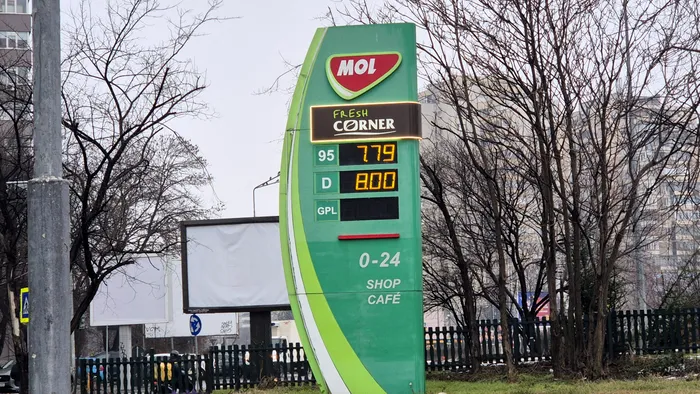 MOL
FRESH
CORNER
95 7.79
D 8.00
GPL
0-24
SHOP
CAFÉ